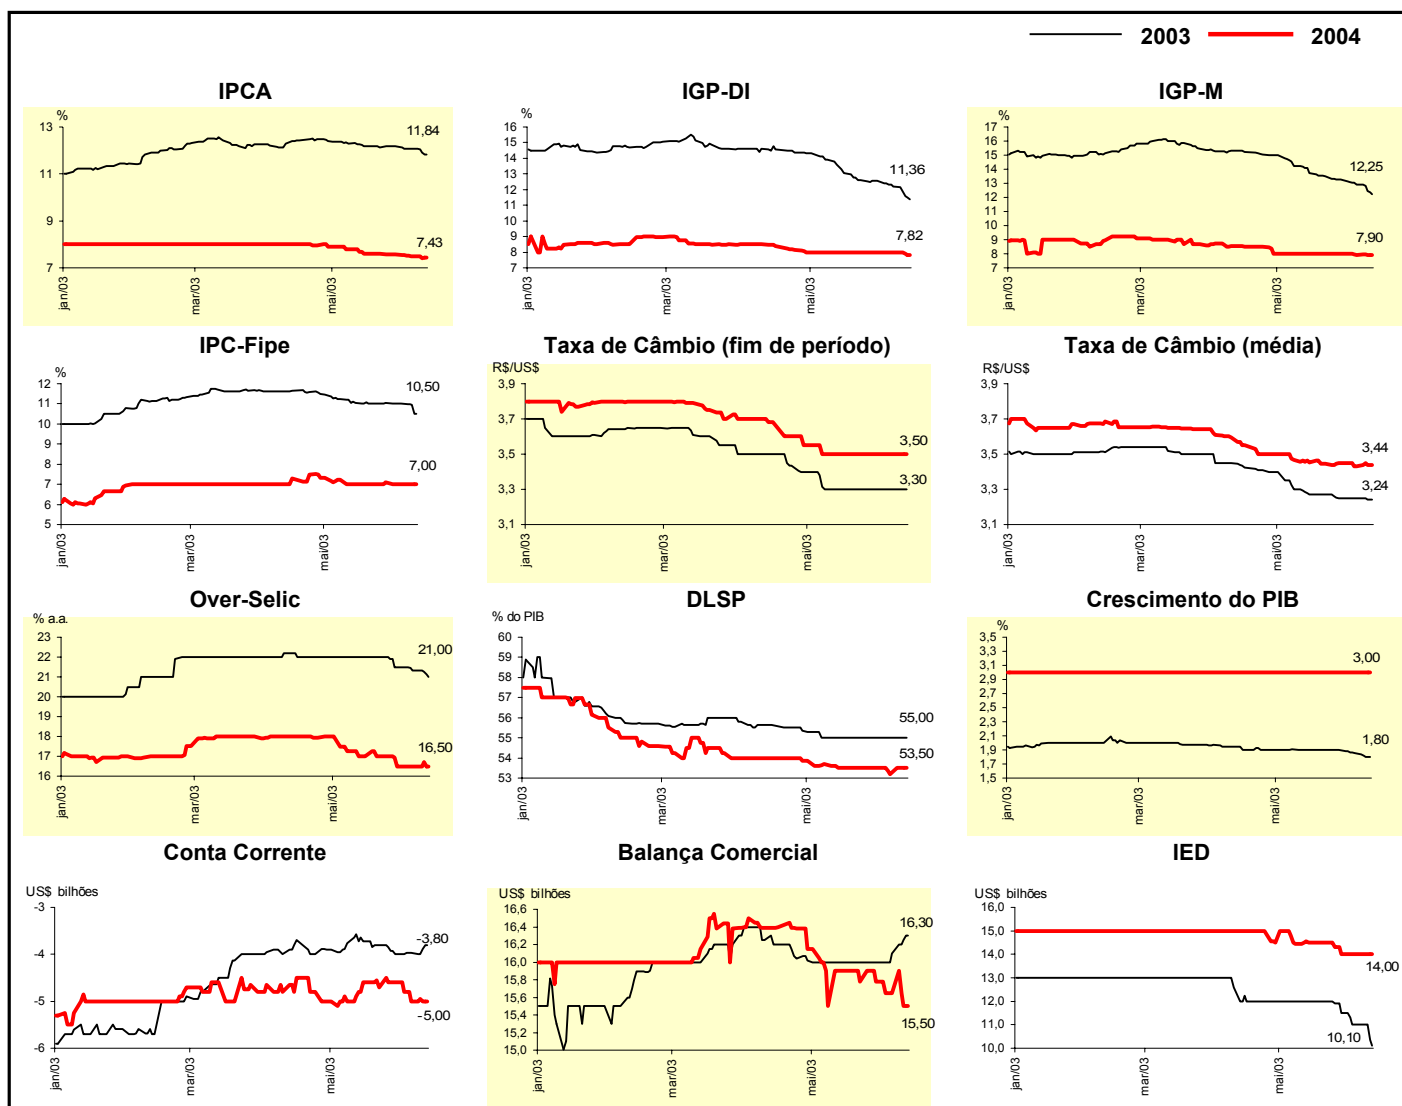 2003 2004
IPCA IGP-DI IGP-M
% % %
13 11 9 7
11,84
7,43
jan/03 mar/03 mai/03
16 15 14 13 12 11 10 9 8 7
11,36
7,82
jan/03 mar/03 mai/03
17 16 15 14 13 12 11 10 9 8 7
12,25
7,90
jan/03 mar/03 mai/03
IPC-Fipe Taxa de Câmbio (fim de período) Taxa de Câmbio (média)
% R$/US$ R$/US$
12 11 10 9 8 7 6 5
10,50
7,00
jan/03 mar/03 mai/03
3,9 3,7 3,5 3,3 3,1
3,50
3,30
jan/03 mar/03 mai/03
3,9 3,7 3,5 3,3 3,1
3,44
3,24
jan/03 mar/03 mai/03
Over-Selic DLSP Crescimento do PIB
% a.a. % do PIB %
23 22 21 20 19 18 17 16
21,00
16,50
jan/03 mar/03 mai/03
60 59 58 57 56 55 54 53
55,00
53,50
jan/03 mar/03 mai/03
3,5 3,3 3,1 2,9 2,7 2,5 2,3 2,1 1,9 1,7 1,5
3,00
1,80
jan/03 mar/03 mai/03
Conta Corrente Balança Comercial IED
US$ bilhões US$ bilhões US$ bilhões
-3 -4 -5 -6
-3,80
-5,00
jan/03 mar/03 mai/03
16,6 16,4 16,2 16,0 15,8 15,6 15,4 15,2 15,0
16,30
15,50
jan/03 mar/03 mai/03
16,0 15,0 14,0 13,0 12,0 11,0 10,0
14,00
10,10
jan/03 mar/03 mai/03